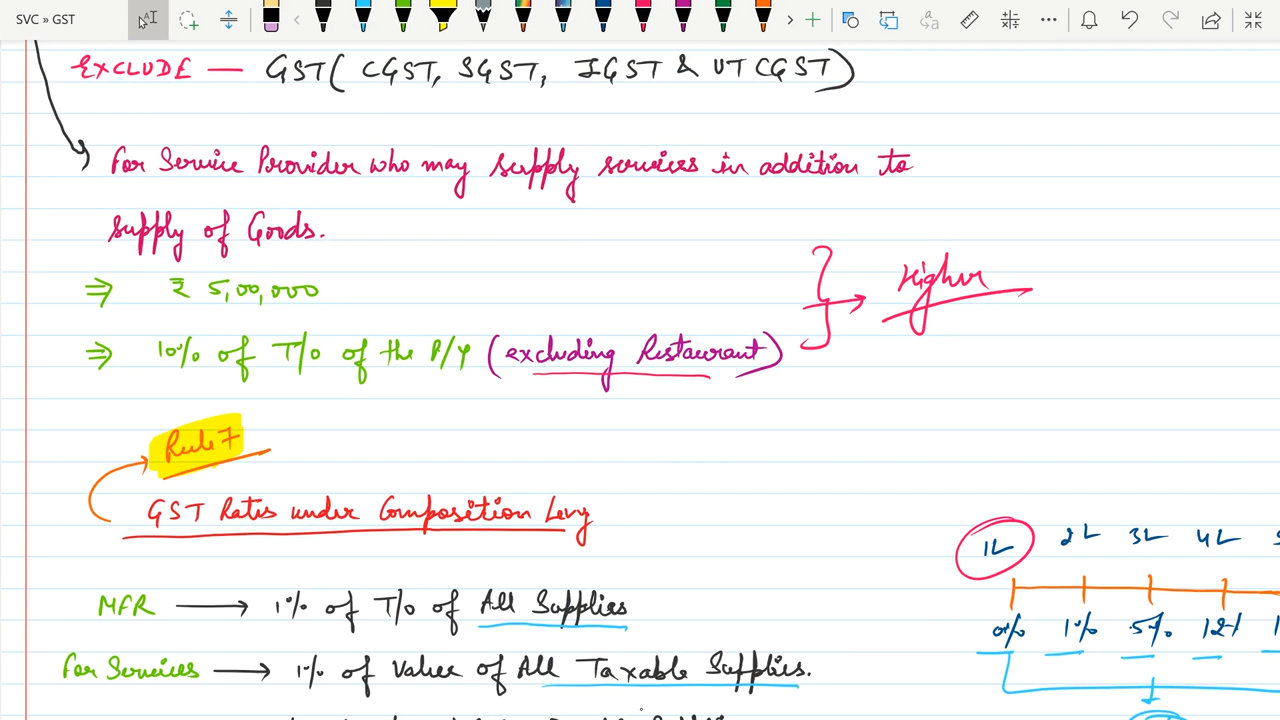 SVC » GST
EXCLUDE — GST( CGST, SGST, IGST & UTCGST)
For Service Provider who may supply services in addition to
supply of Goods.
⇒ ₹ 5,00,000
Higher
⇒ 10% of T/o of the P/Y (excluding Restaurant)
Rule 7
GST Rates under Composition Levy
1L 2L 3L 4L
MFR → 1% of T/o of All Supplies
0% 1% 5% 12%
For Services → 1% of Value of All Taxable Supplies.